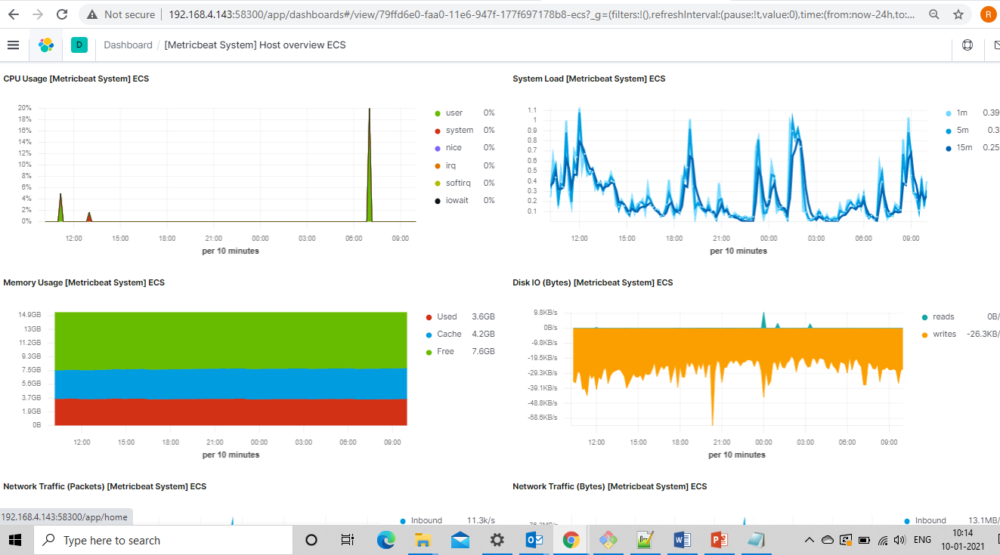 Not secure
192.168.4.143:58300/app/dashboards#/view/79ffd6e0-faa0-11e6-947f-177f697178b8-ecs?_g=(filters:!(),refreshInterval:(pause:!t,value:0),time:(from:now-24h,to:...
R
D Dashboard / [Metricbeat System] Host overview ECS
CPU Usage [Metricbeat System] ECS
20%
18%
16%
14%
12%
10%
8%
6%
4%
2%
0%
12:00 15:00 18:00 21:00 00:00 03:00 06:00 09:00
per 10 minutes
user 0%
system 0%
nice 0%
irq 0%
softirq 0%
iowait 0%
System Load [Metricbeat System] ECS
1.1
1
0.9
0.8
0.7
0.6
0.5
0.4
0.3
0.2
0.1
12:00 15:00 18:00 21:00 00:00 03:00 06:00 09:00
per 10 minutes
1m 0.39
5m 0.3
15m 0.25
Memory Usage [Metricbeat System] ECS
14.9GB
13GB
11.2GB
9.3GB
7.5GB
5.6GB
3.7GB
1.9GB
0B
12:00 15:00 18:00 21:00 00:00 03:00 06:00 09:00
per 10 minutes
Used 3.6GB
Cache 4.2GB
Free 7.6GB
Disk IO (Bytes) [Metricbeat System] ECS
9.8KB/s
0B/s
-9.8KB/s
-19.5KB/s
-29.3KB/s
-39.1KB/s
-48.8KB/s
-58.6KB/s
12:00 15:00 18:00 21:00 00:00 03:00 06:00 09:00
per 10 minutes
reads 0B/
writes -26.3KB/
Network Traffic (Packets) [Metricbeat System] ECS
Inbound 11.3k/s
Network Traffic (Bytes) [Metricbeat System] ECS
Inbound 13.1MB/
192.168.4.143:58300/app/home
Type here to search
ENG
10:14
10-01-2021